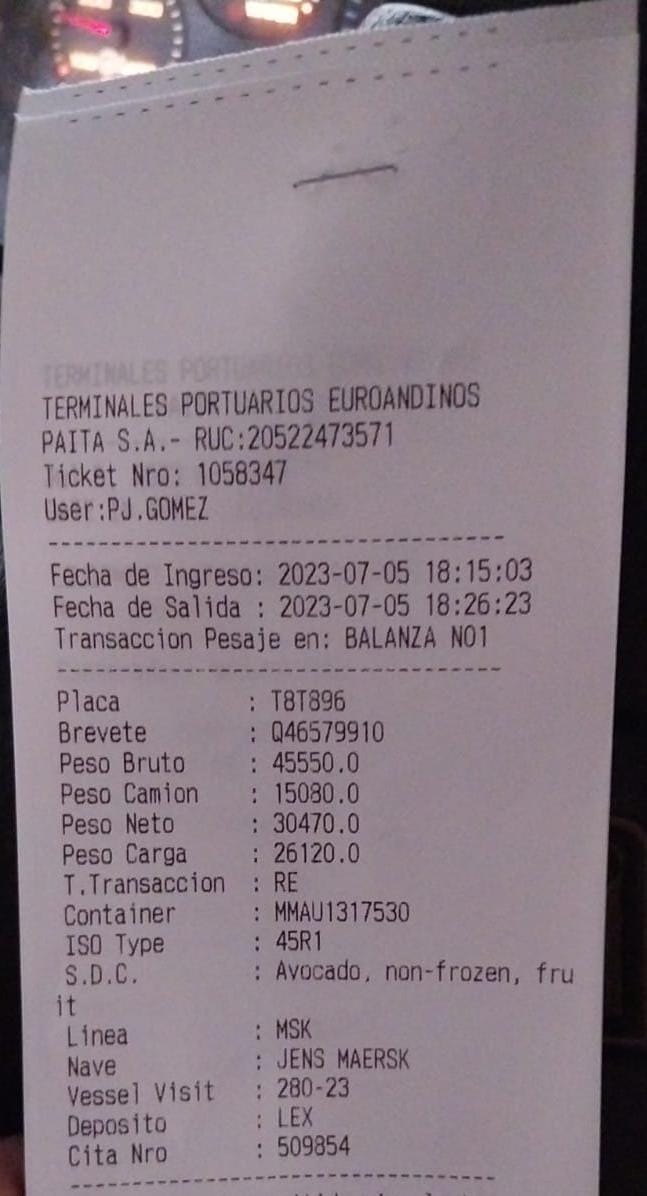 TERMINALES PORTUARIOS
TERMINALES PORTUARIOS EUROANDINOS
PAITA S.A.- RUC:20522473571
Ticket Nro: 1058347
User:PJ.GOMEZ
Fecha de Ingreso: 2023-07-05 18:15:03
Fecha de Salida : 2023-07-05 18:26:23
Transaccion Pesaje en: BALANZA NO1
Placa : T8T896
Brevete : Q46579910
Peso Bruto : 45550.0
Peso Camion : 15080.0
Peso Neto : 30470.0
Peso Carga : 26120.0
T.Transaccion : RE
Container : MMAU1317530
ISO Type : 45R1
S.D.C. : Avocado, non-frozen, fru
it
Linea : MSK
Nave : JENS MAERSK
Vessel Visit : 280-23
Deposito : LEX
Cita Nro : 509854